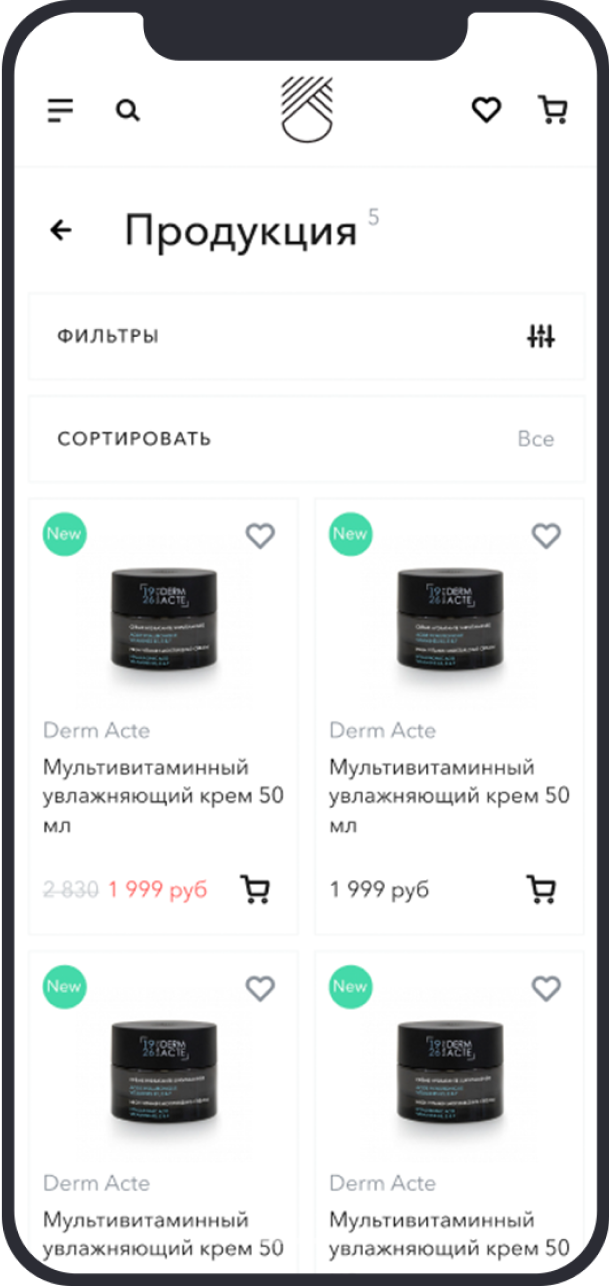 Продукция 5
ФИЛЬТРЫ
СОРТИРОВАТЬ Все
New New
19 DERM
26 ACTE
19 DERM
26 ACTE
Derm Acte Derm Acte
Мультивитаминный Мультивитаминный
увлажняющий крем 50 увлажняющий крем 50
мл мл
2 830 1 999 руб 1 999 руб
New New
19 DERM
26 ACTE
19 DERM
26 ACTE
Derm Acte Derm Acte
Мультивитаминный Мультивитаминный
увлажняющий крем 50 увлажняющий крем 50